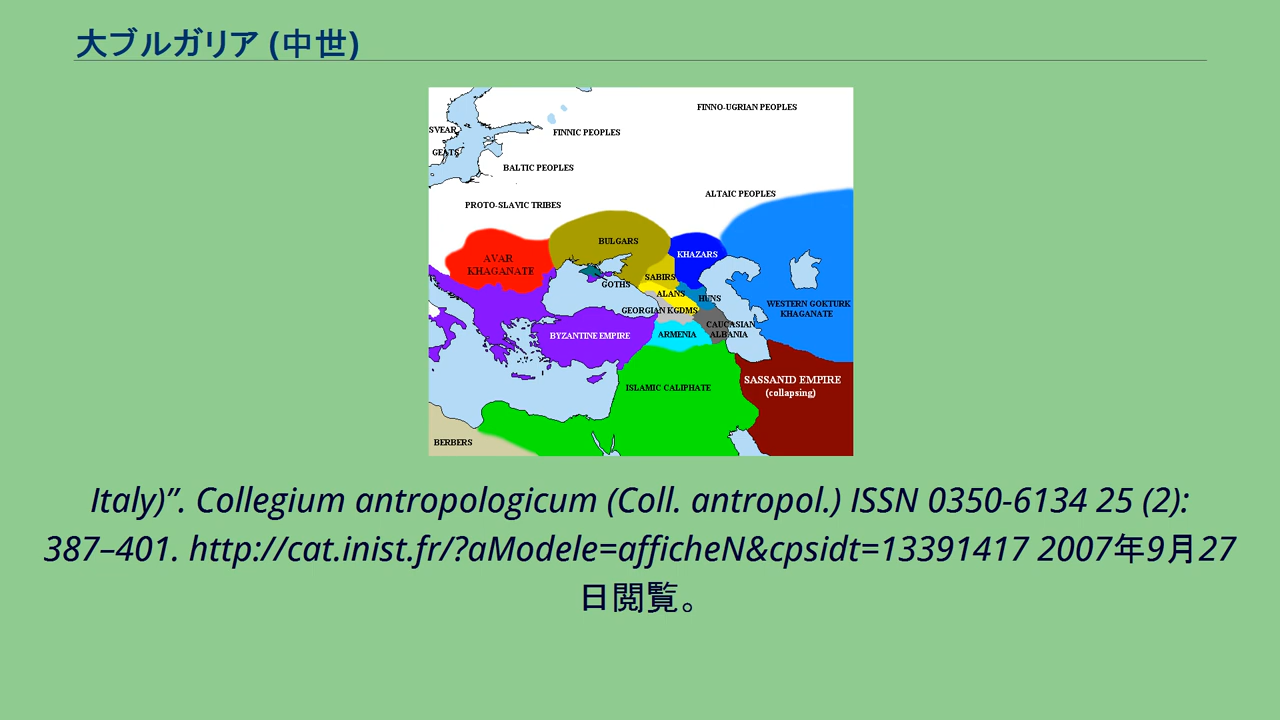 大ブルガリア (中世)
FINNO-UGRIAN PEOPLES
SVEAR
FINNIC PEOPLES
GEATS
BALTIC PEOPLES
ALTAIC PEOPLES
PROTO-SLAVIC TRIBES
BULGARS
KHAZARS
AVAR
KHAGANATE
SABIRS
GOTHS
ALANS
HUNS
WESTERN GOKTURK
KHAGANATE
GEORGIAN KGDMS
CAUCASIAN
ALBANIA
BYZANTINE EMPIRE
ARMENIA
SASSANID EMPIRE
(collapsing)
ISLAMIC CALIPHATE
BERBERS
Italy)”. Collegium antropologicum (Coll. antropol.) ISSN 0350-6134 25 (2):
387–401. http://cat.inist.fr/?aModele=afficheN&cpsidt=13391417 2007年9月27
日閲覧。